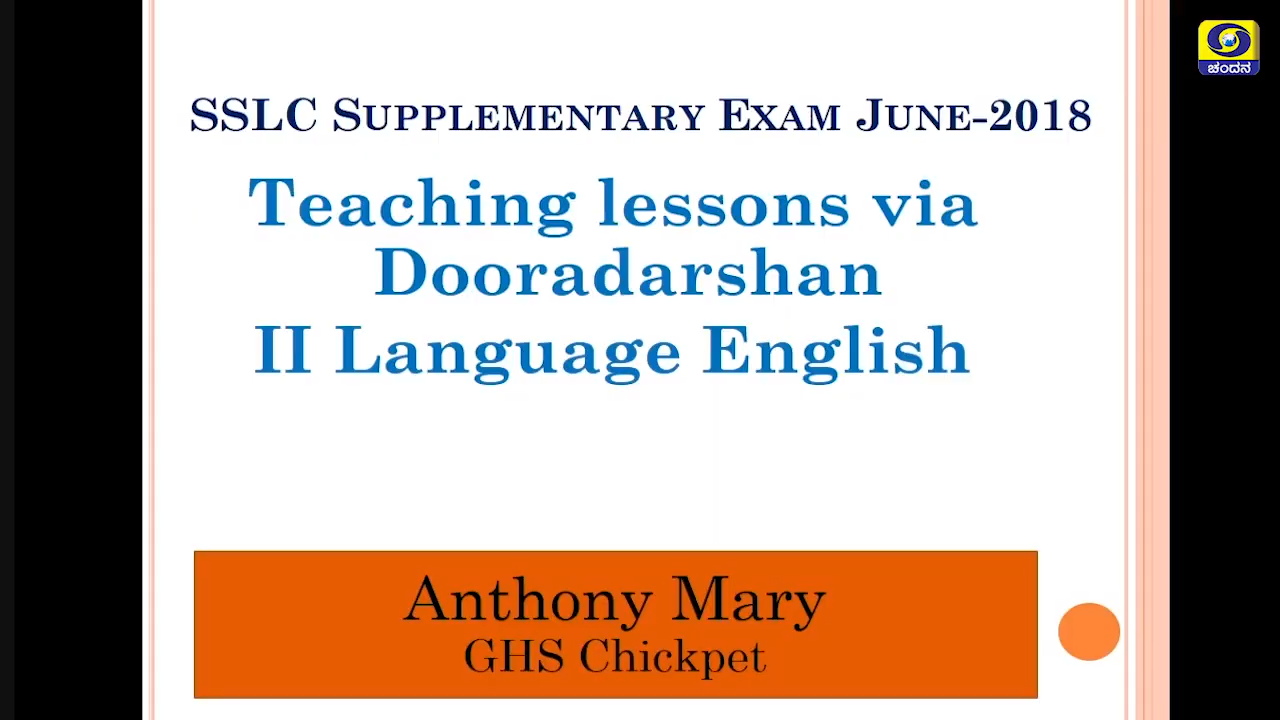 ಚಂದನ
SSLC SUPPLEMENTARY EXAM JUNE-2018
Teaching lessons via
Dooradarshan
II Language English
Anthony Mary
GHS Chickpet